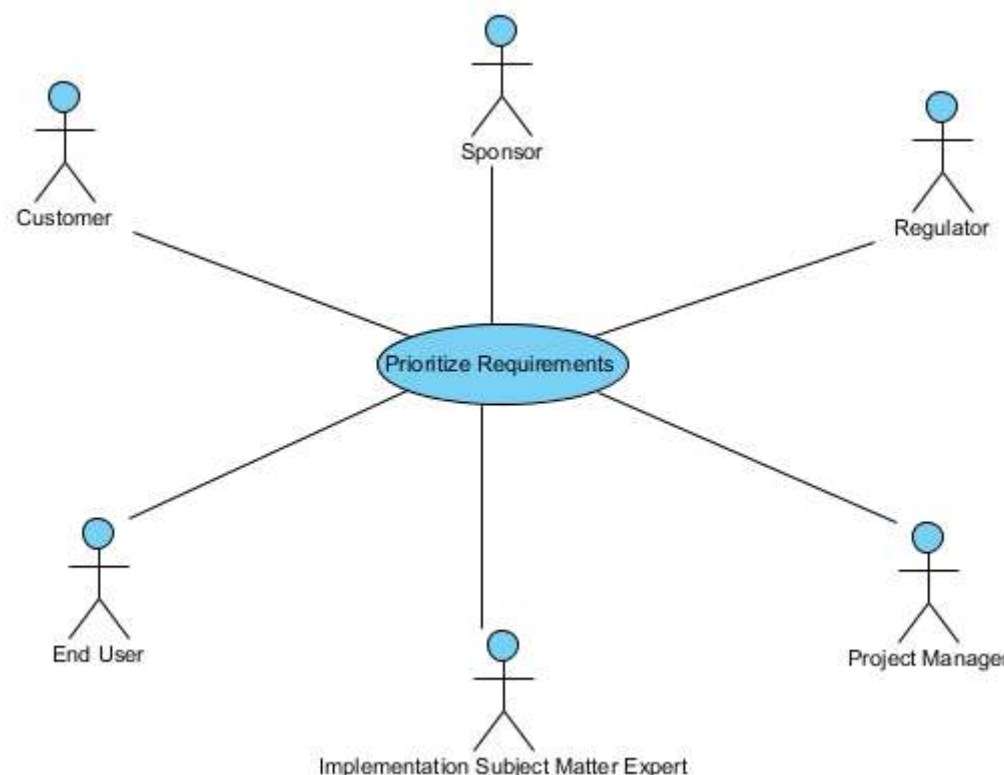 Sponsor
Customer
Regulator
Prioritize Requirements
End User
Project Manager
Implementation Subject Matter Expert